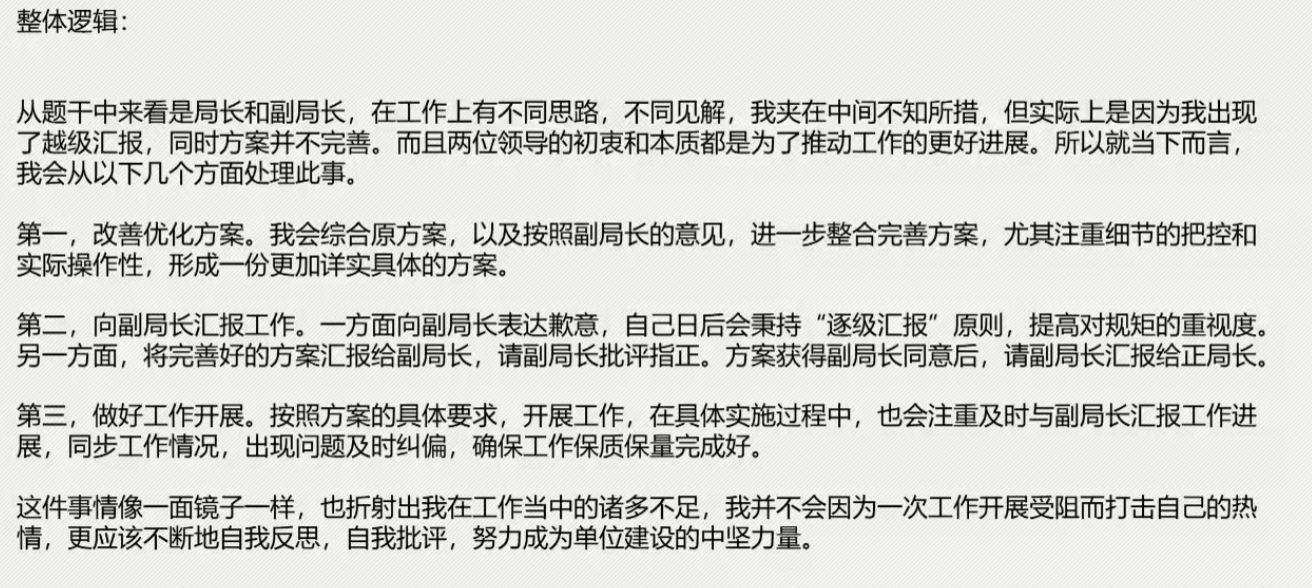 整体逻辑：
从题干中来看是局长和副局长，在工作上有不同思路，不同见解，我夹在中间不知所措，但实际上是因为我出现
了越级汇报，同时方案并不完善。而且两位领导的初衷和本质都是为了推动工作的更好进展。所以就当下而言，
我会从以下几个方面处理此事。
第一，改善优化方案。我会综合原方案，以及按照副局长的意见，进一步整合完善方案，尤其注重细节的把控和
实际操作性，形成一份更加详实具体的方案。
第二，向副局长汇报工作。一方面向副局长表达歉意，自己日后会秉持“逐级汇报”原则，提高对规矩的重视度。
另一方面，将完善好的方案汇报给副局长，请副局长批评指正。方案获得副局长同意后，请副局长汇报给正局长。
第三，做好工作开展。按照方案的具体要求，开展工作，在具体实施过程中，也会注重及时与副局长汇报工作进
展，同步工作情况，出现问题及时纠偏，确保工作保质保量完成好。
这件事情像一面镜子一样，也折射出我在工作当中的诸多不足，我并不会因为一次工作开展受阻而打击自己的热
情，更应该不断地自我反思，自我批评，努力成为单位建设的中坚力量。